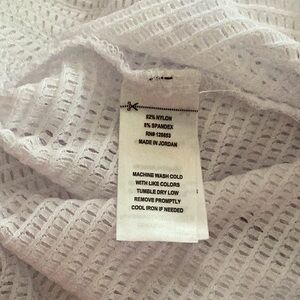 92% NYLON
8% SPANDEX
RN# 128653
MADE IN JORDAN
MACHINE WASH COLD
WITH LIKE COLORS
TUMBLE DRY LOW
REMOVE PROMPTLY
COOL IRON IF NEEDED